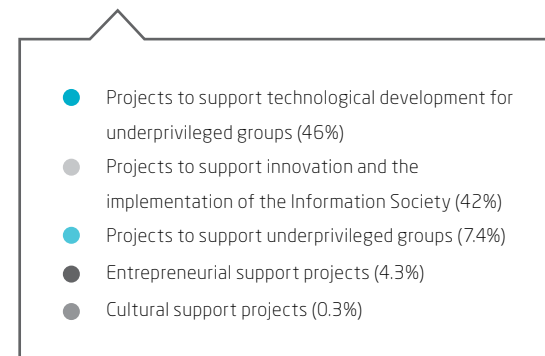 Projects to support technological development for
underprivileged groups (46%)
Projects to support innovation and the
implementation of the Information Society (42%)
Projects to support underprivileged groups (7.4%)
Entrepreneurial support projects (4.3%)
Cultural support projects (0.3%)